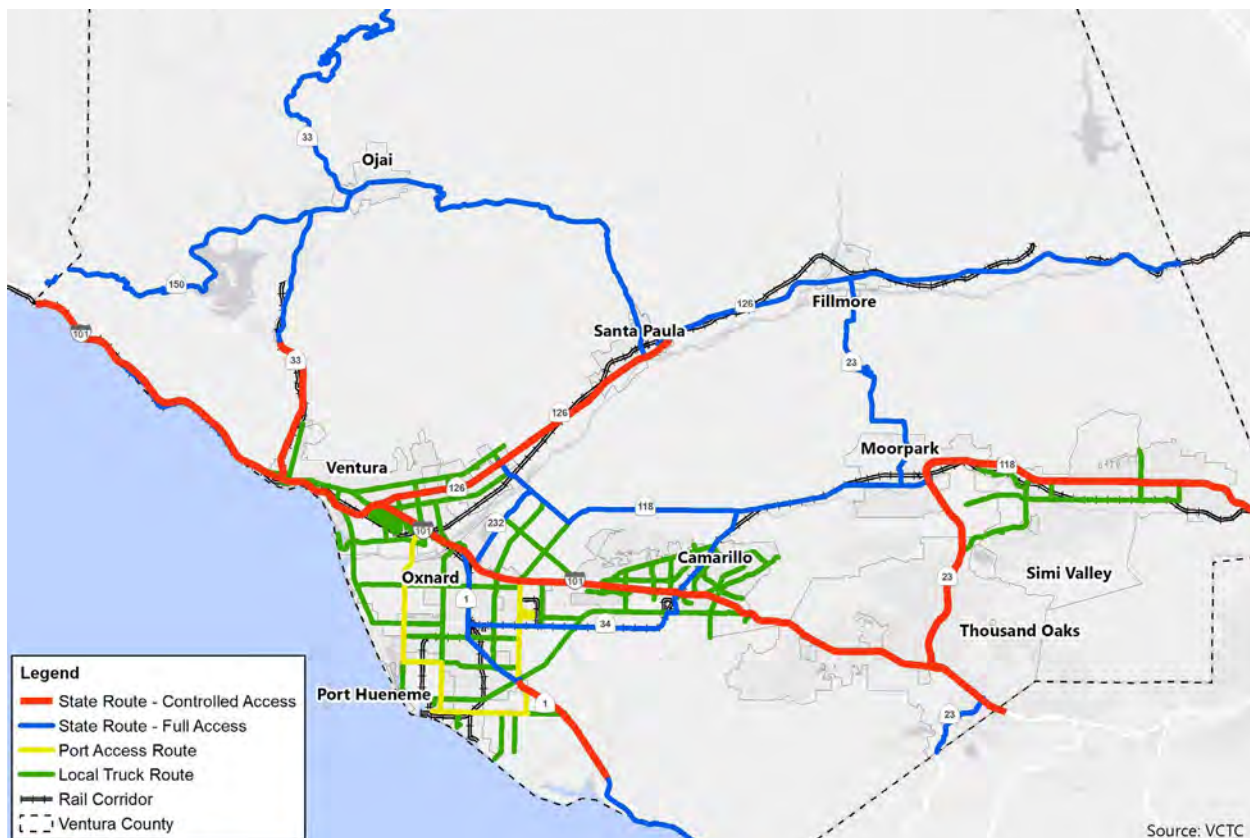 33
Ojai
150
126
Fillmore
Santa Paula
101
33
23
126
Moorpark
118
Ventura
126
118
232
101
Camarillo
Oxnard
101
Simi Valley
23
1
34
Thousand Oaks
Port Hueneme
1
23
Legend
State Route - Controlled Access
State Route - Full Access
Port Access Route
Local Truck Route
Rail Corridor
Ventura County
Source: VCTC